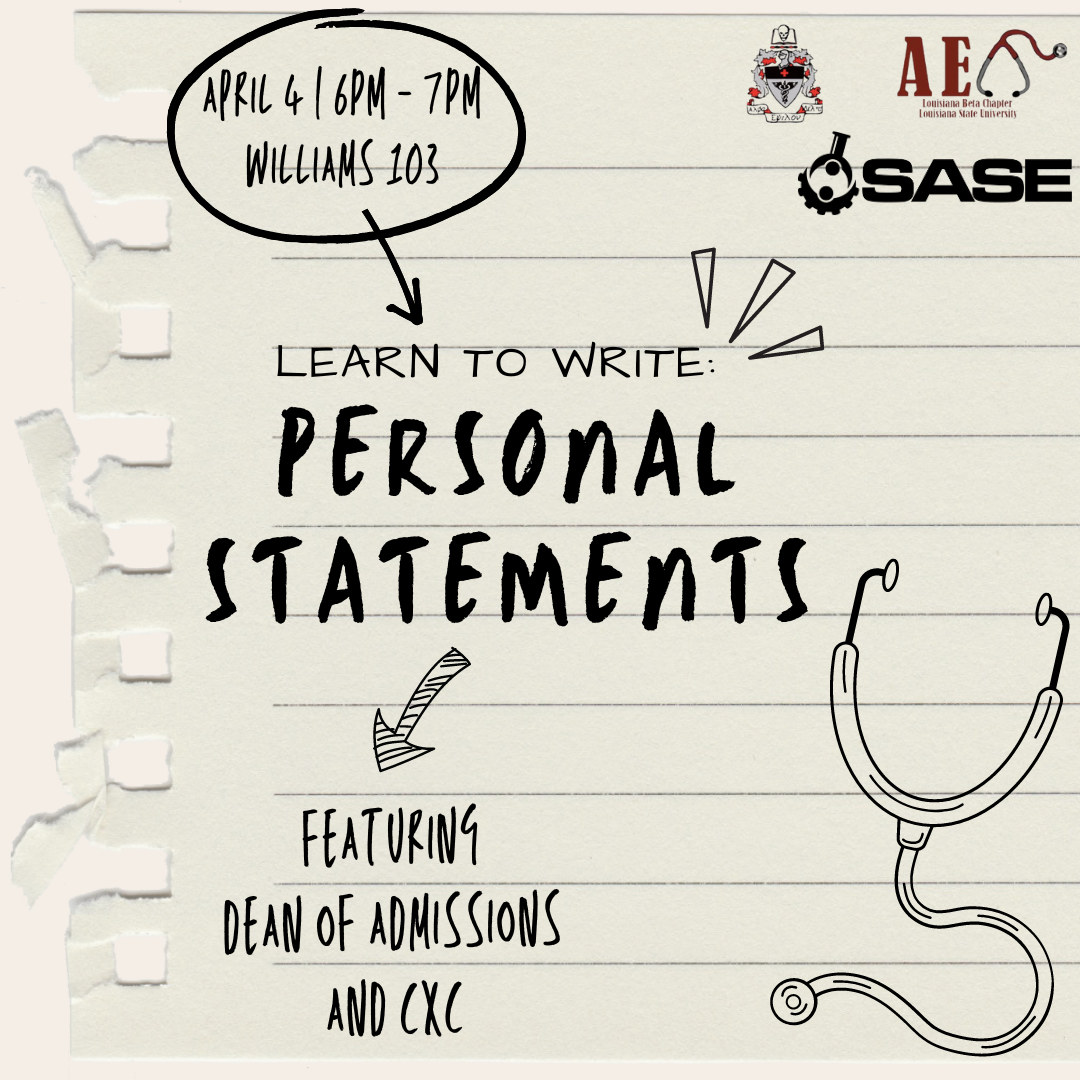 APRIL 4 | 6PM - 7PM
WILLIAMS 103
AE
Louisiana Beta Chapter
Louisiana State University
SASE
LEARN TO WRITE:
PERSONAL
STATEMENTS
FEATURING
DEAN OF ADMISSIONS
AND CXC